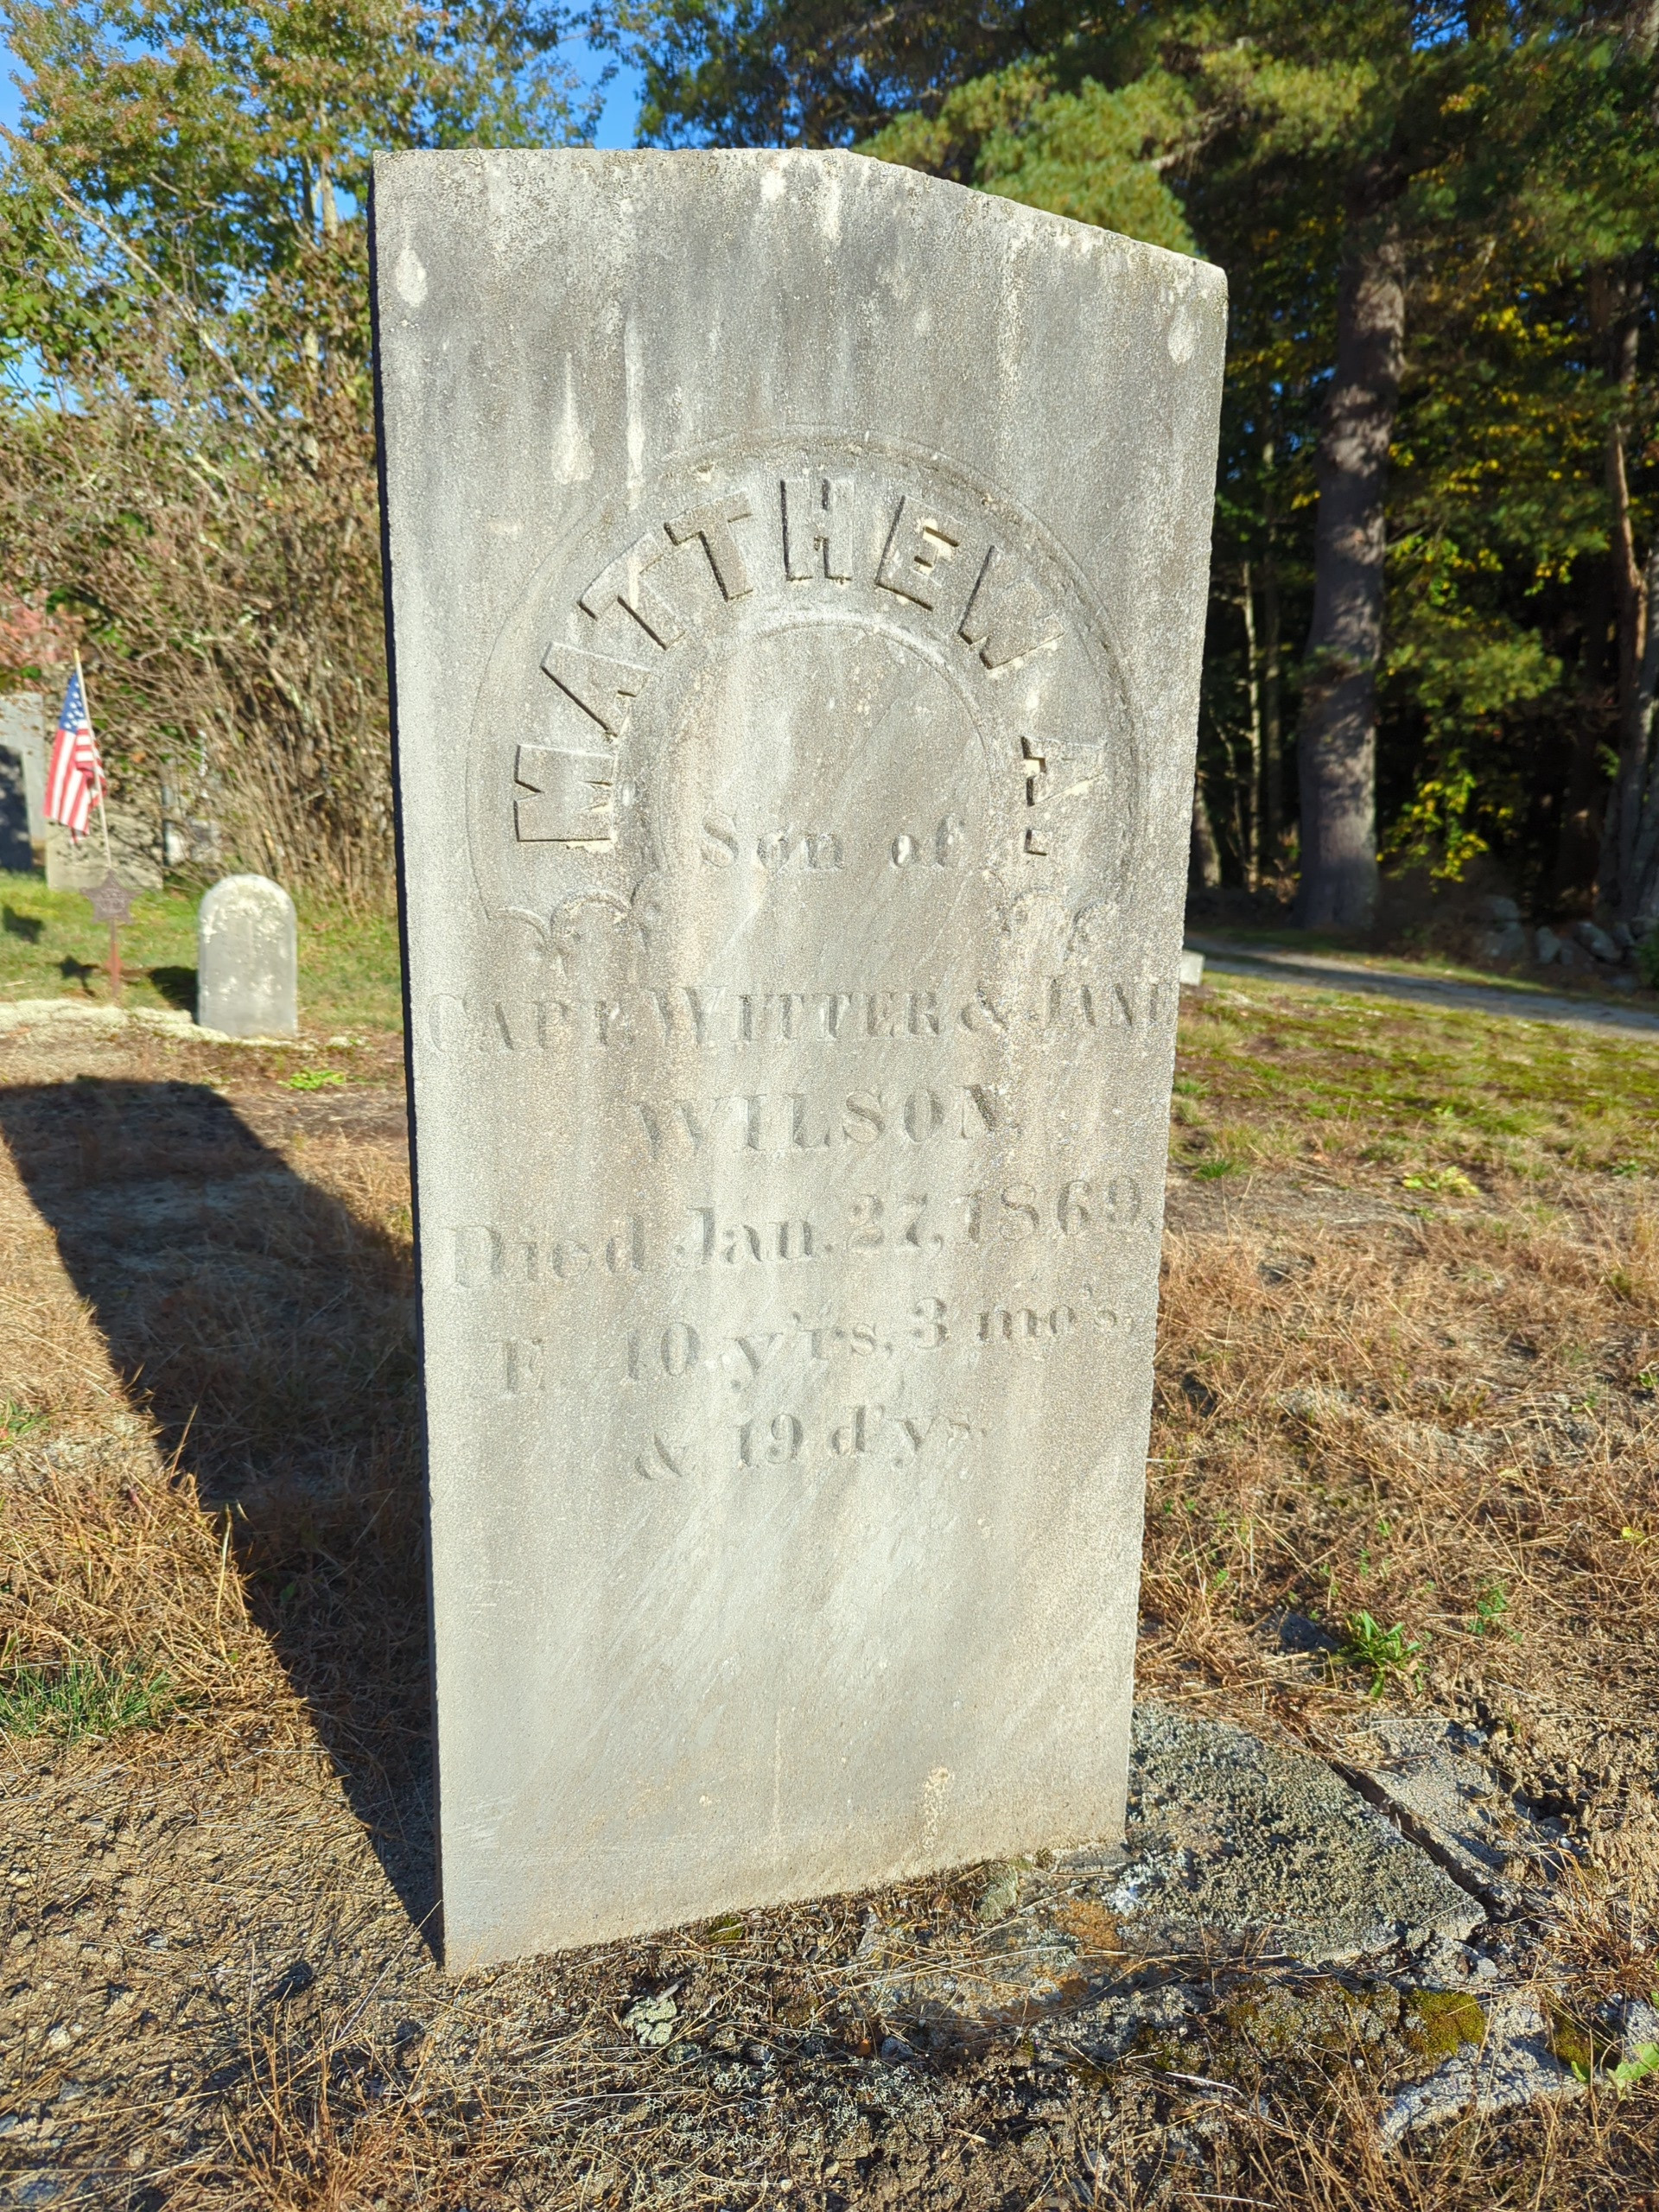 MATTHEW A.
Son of
CAPT. WITTER & JANE
WILSON
Died Jan. 27, 1869,
Æ. 10 y'rs, 3 mo's,
& 19 d'ys.